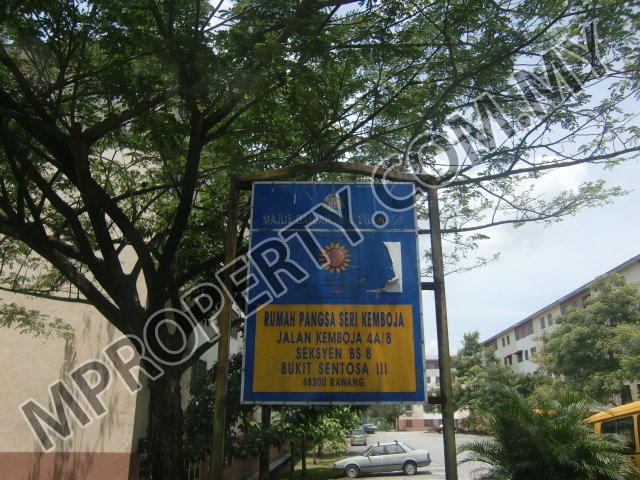 MAJLIS
RUMAH PANGSA SERI KEMBOJA
JALAN KEMBOJA 4A/8
SEKSYEN BS 8
BUKIT SENTOSA III
48300 RAWANG.
MPROPERTY.COM.MY